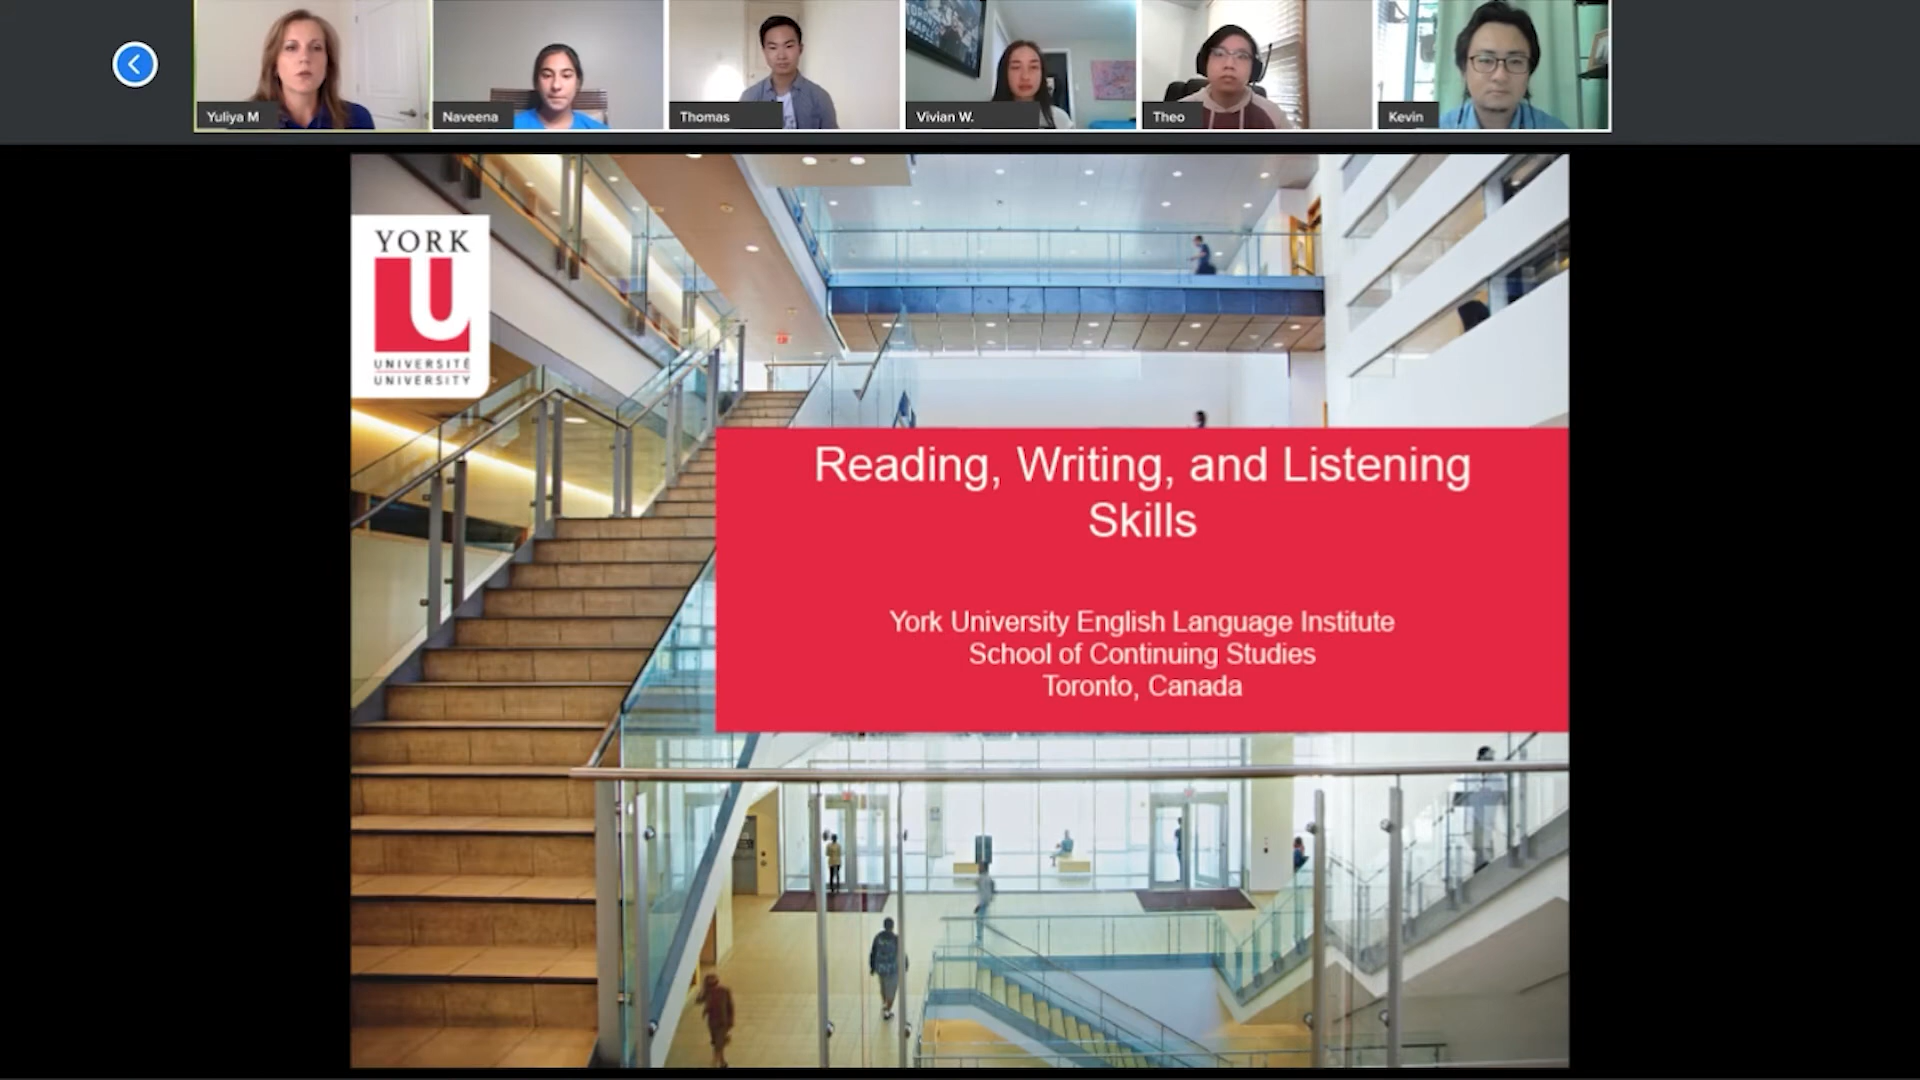 Yuliya M
Naveena
Thomas
Vivian W.
Theo
Kevin
YORK
U
UNIVERSITÉ
UNIVERSITY
Reading, Writing, and Listening
Skills
York University English Language Institute
School of Continuing Studies
Toronto, Canada